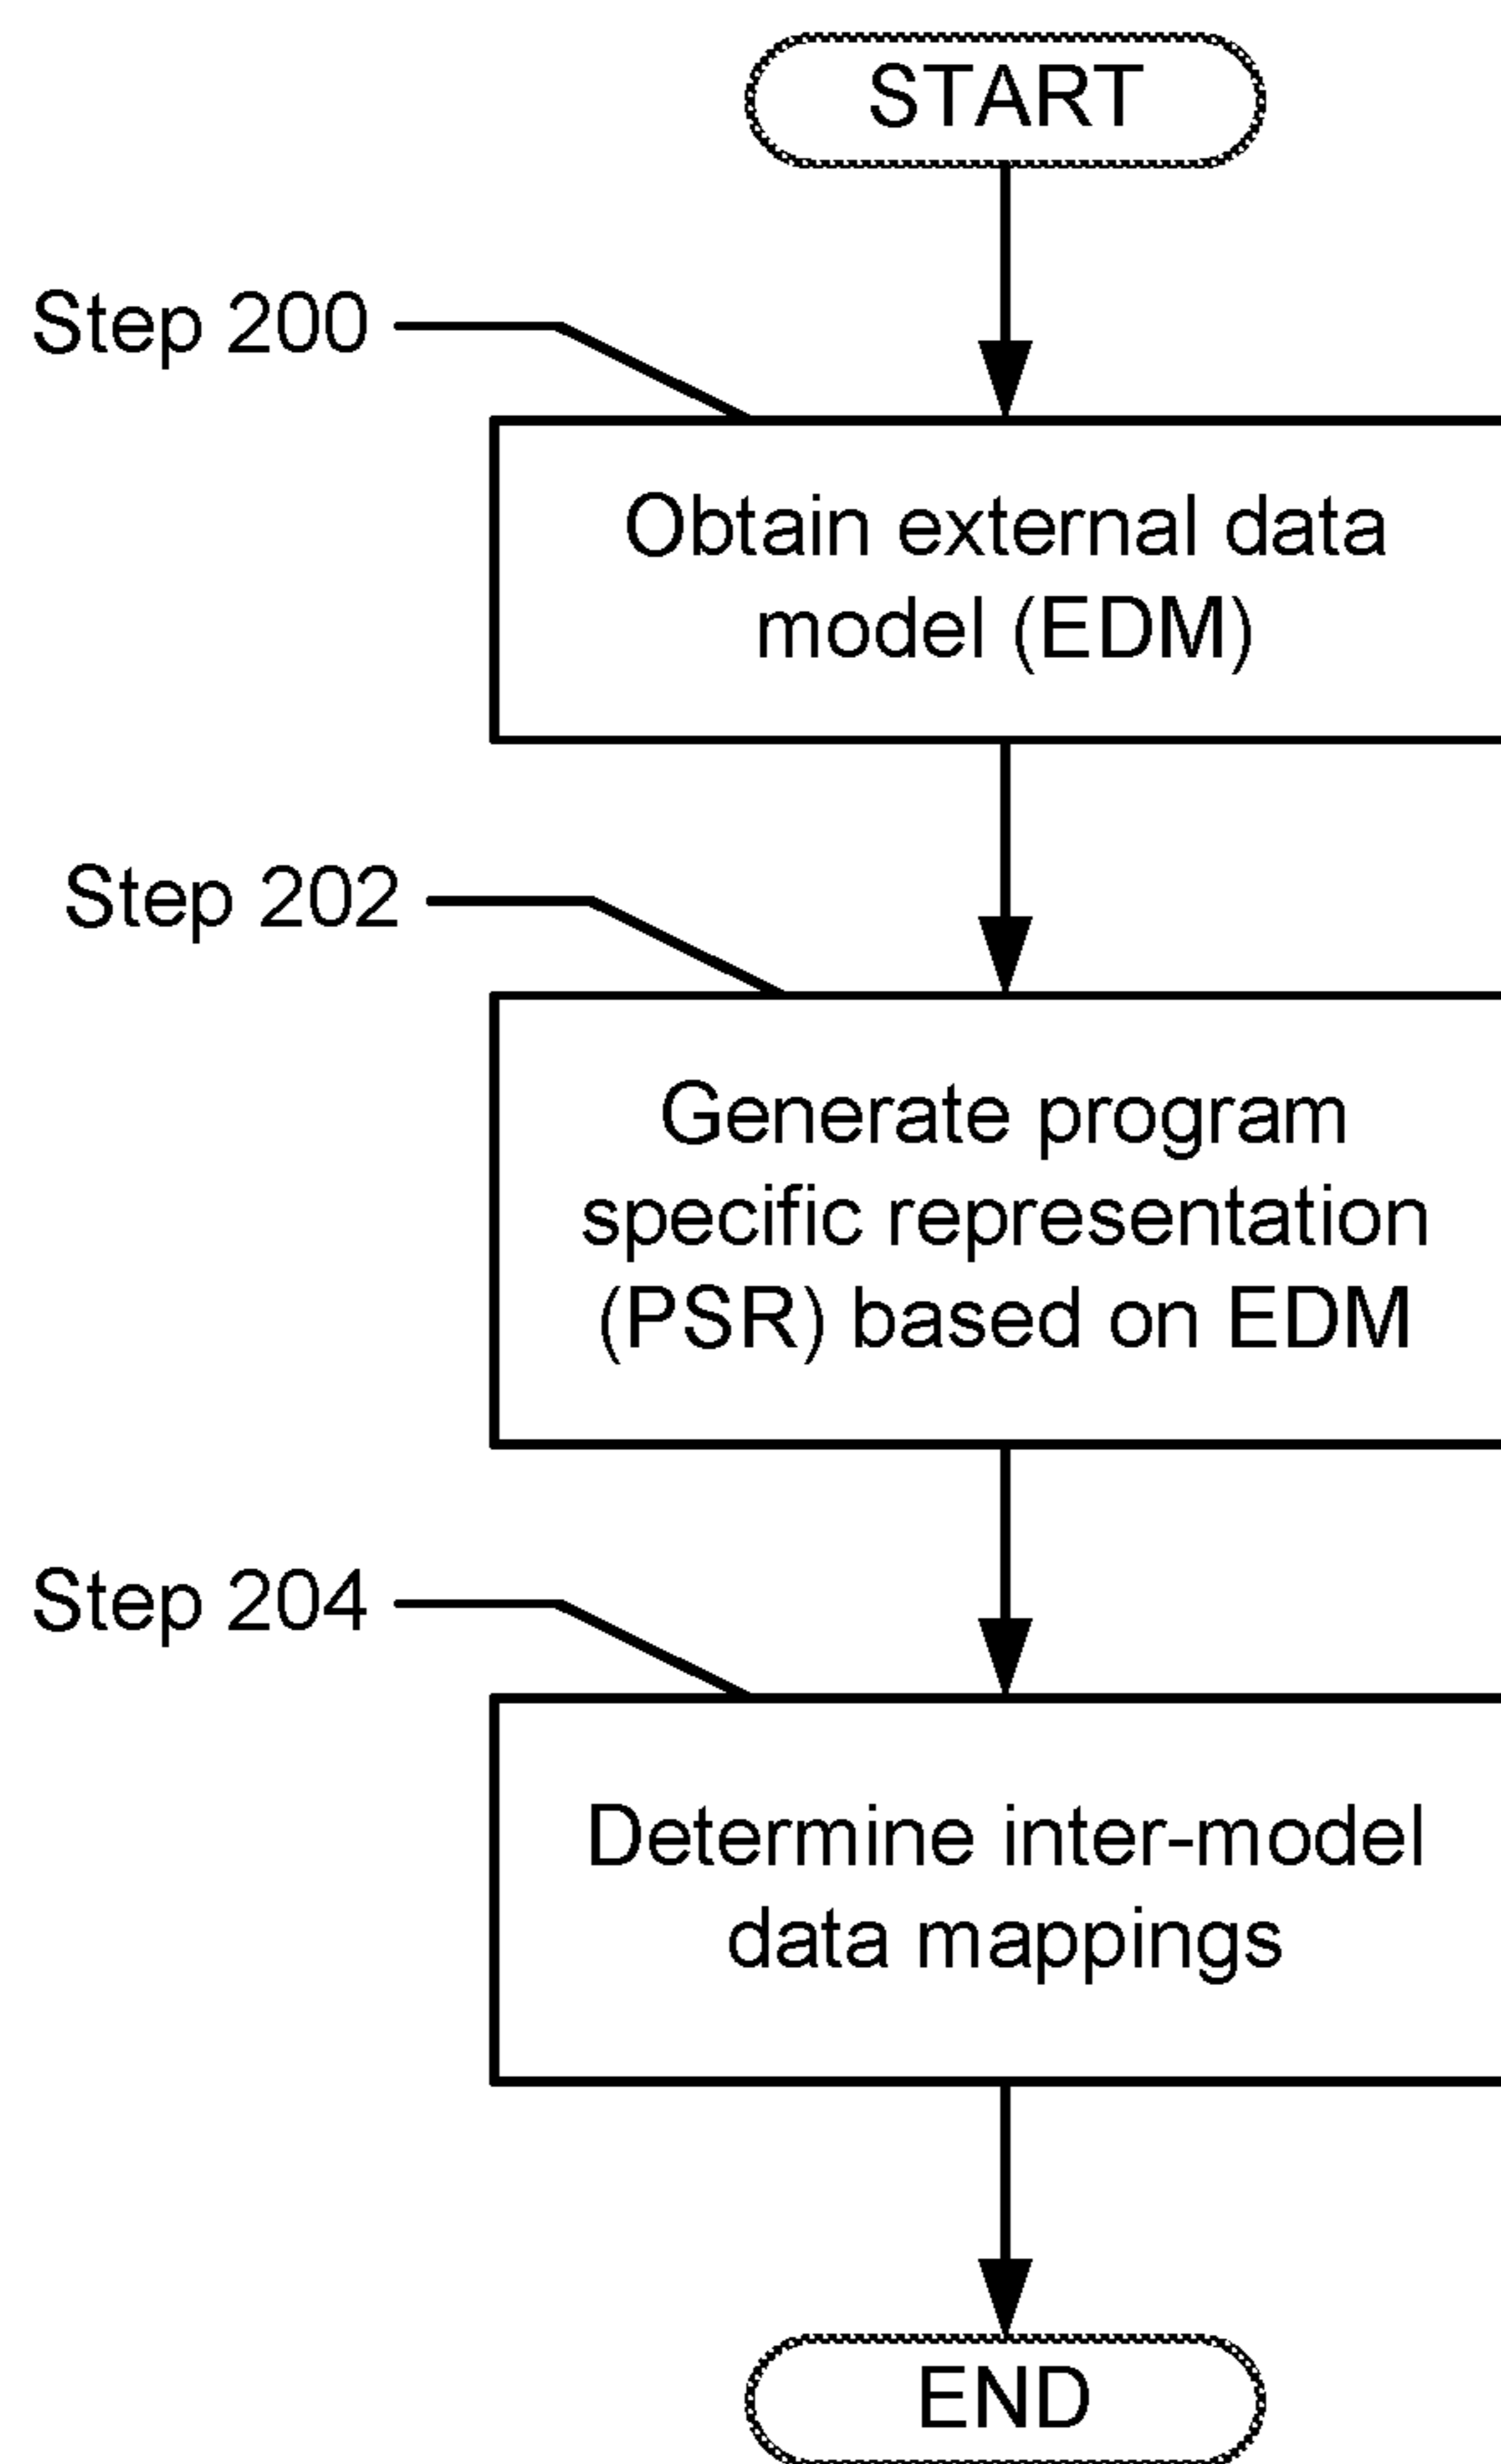 START
Step 200
Obtain external data
model (EDM)
Step 202
Generate program
specific representation
(PSR) based on EDM
Step 204
Determine inter-model
data mappings
END